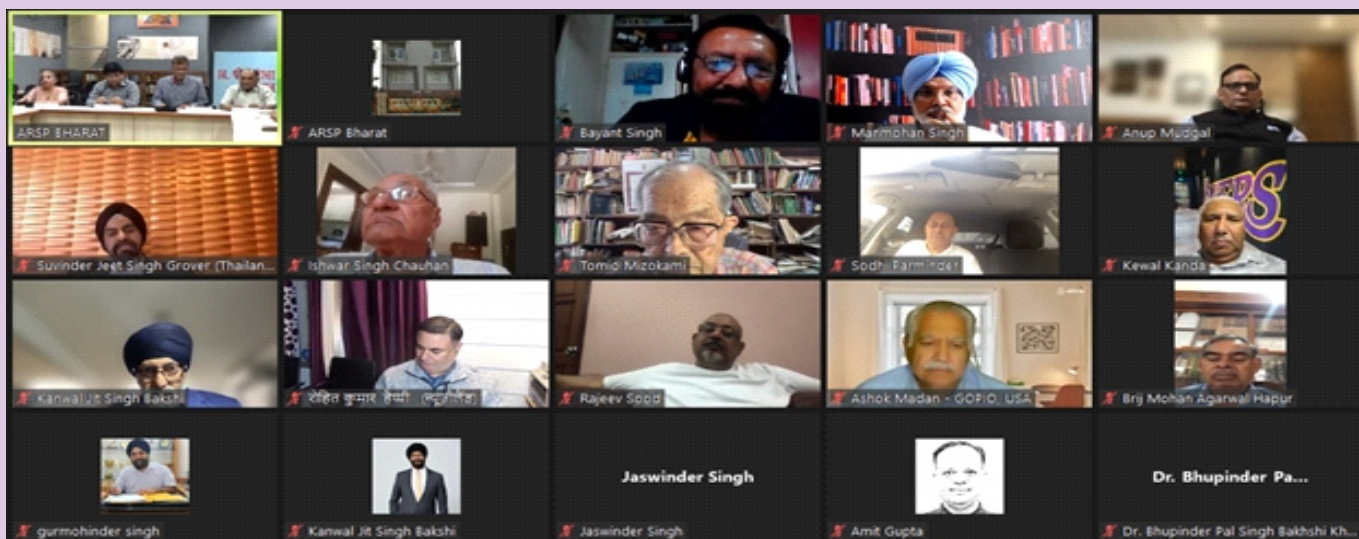 ARSP BHARAT
ARSP Bharat
Bayant Singh
Manmohan Singh
Anup Mudgal
Suvinder Jeet Singh Grover (Thailan...
Ishwar Singh Chauhan
Tomio Mizokami
Sodhi Parminder
ERS
Kewal Kanda
Kanwal Jit Singh Bakshi
रोहित कुमार हैप्पी (न्यूज़ीलैंड)
Rajeev Sood
Ashok Madan - GOPIO, USA
Brij Mohan Agarwal Hapur
gurmohinder singh
Kanwal Jit Singh Bakshi
Jaswinder Singh
Jaswinder Singh
Amit Gupta
Dr. Bhupinder Pa...
Dr. Bhupinder Pal Singh Bakhshi Kh...